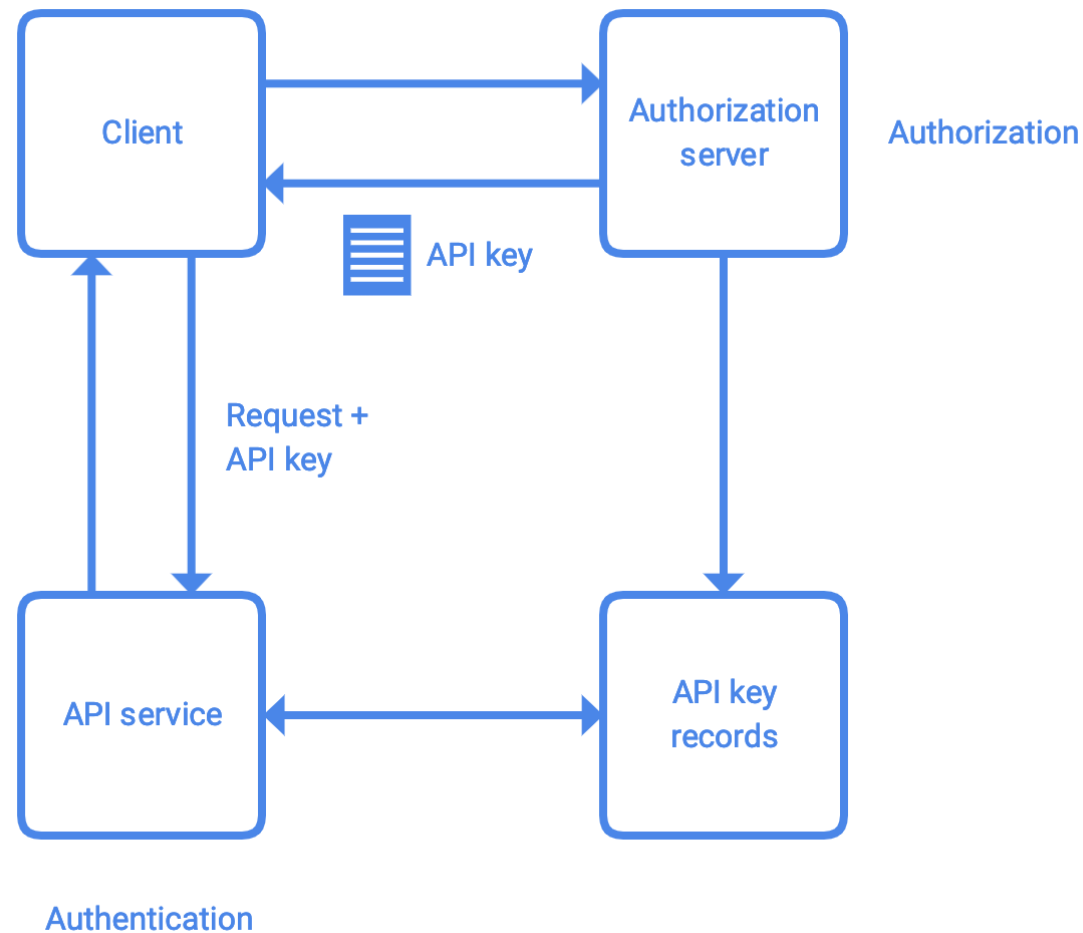 Client
Authorization
server
Authorization
API key
Request +
API key
API service
API key
records
Authentication